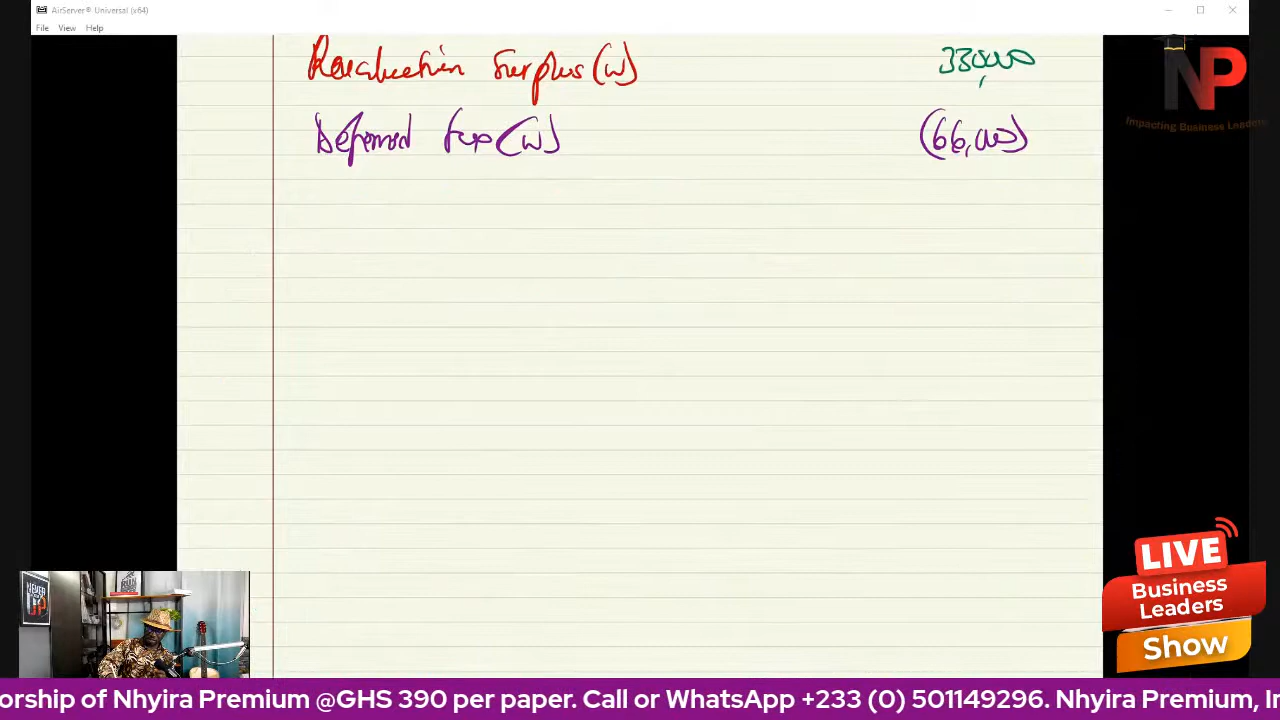 AirServer® Universal (x64)
File View Help
Revaluation Surplus (W) 330,000
Deferred tax (W) (66,000)
NP
Impacting Business Leaders
LIVE
Business
Leaders
Show
orship of Nhyira Premium @GHS 390 per paper. Call or WhatsApp +233 (0) 501149296. Nhyira Premium, I